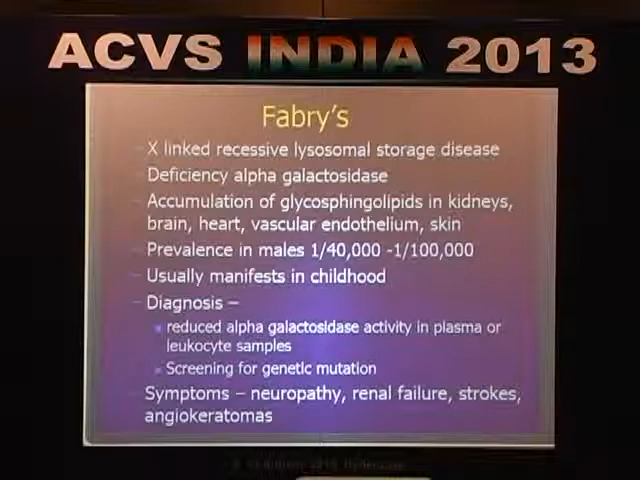 ACVS INDIA 2013
Fabry's
X linked recessive lysosomal storage disease
Deficiency alpha galactosidase
Accumulation of glycosphingolipids in kidneys,
brain, heart, vascular endothelium, skin
Prevalence in males 1/40,000 -1/100,000
Usually manifests in childhood
Diagnosis –
reduced alpha galactosidase activity in plasma or
leukocyte samples
Screening for genetic mutation
Symptoms – neuropathy, renal failure, strokes,
angiokeratomas